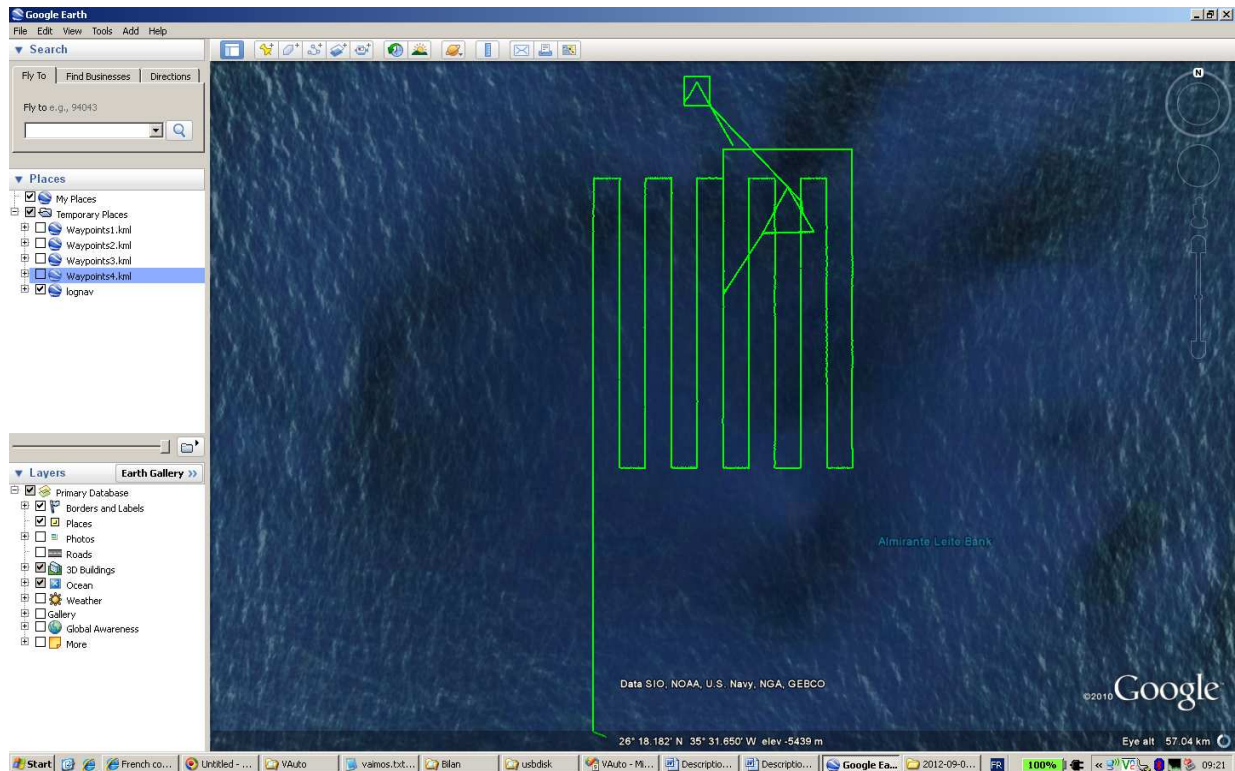 Google Earth
File Edit View Tools Add Help
Search
Fly To Find Businesses Directions
Fly to e.g., 94043
Places
My Places
Temporary Places
Waypoints1.kml
Waypoints2.kml
Waypoints3.kml
Waypoints4.kml
lognav
Layers Earth Gallery >>
Primary Database
Borders and Labels
Places
Photos
Roads
3D Buildings
Ocean
Weather
Gallery
Global Awareness
More
N
Almirante Leite Bank
Data SIO, NOAA, U.S. Navy, NGA, GEBCO
©2010 Google
26° 18.182' N 35° 31.650' W elev -5439 m
Eye alt 57.04 km
Start French co... Untitled - ... VAuto vaimos.txt... Bilan usbdisk VAuto - Mi... Descriptio... Descriptio... Google Ea... 2012-09-0... FR 100% « 09:21